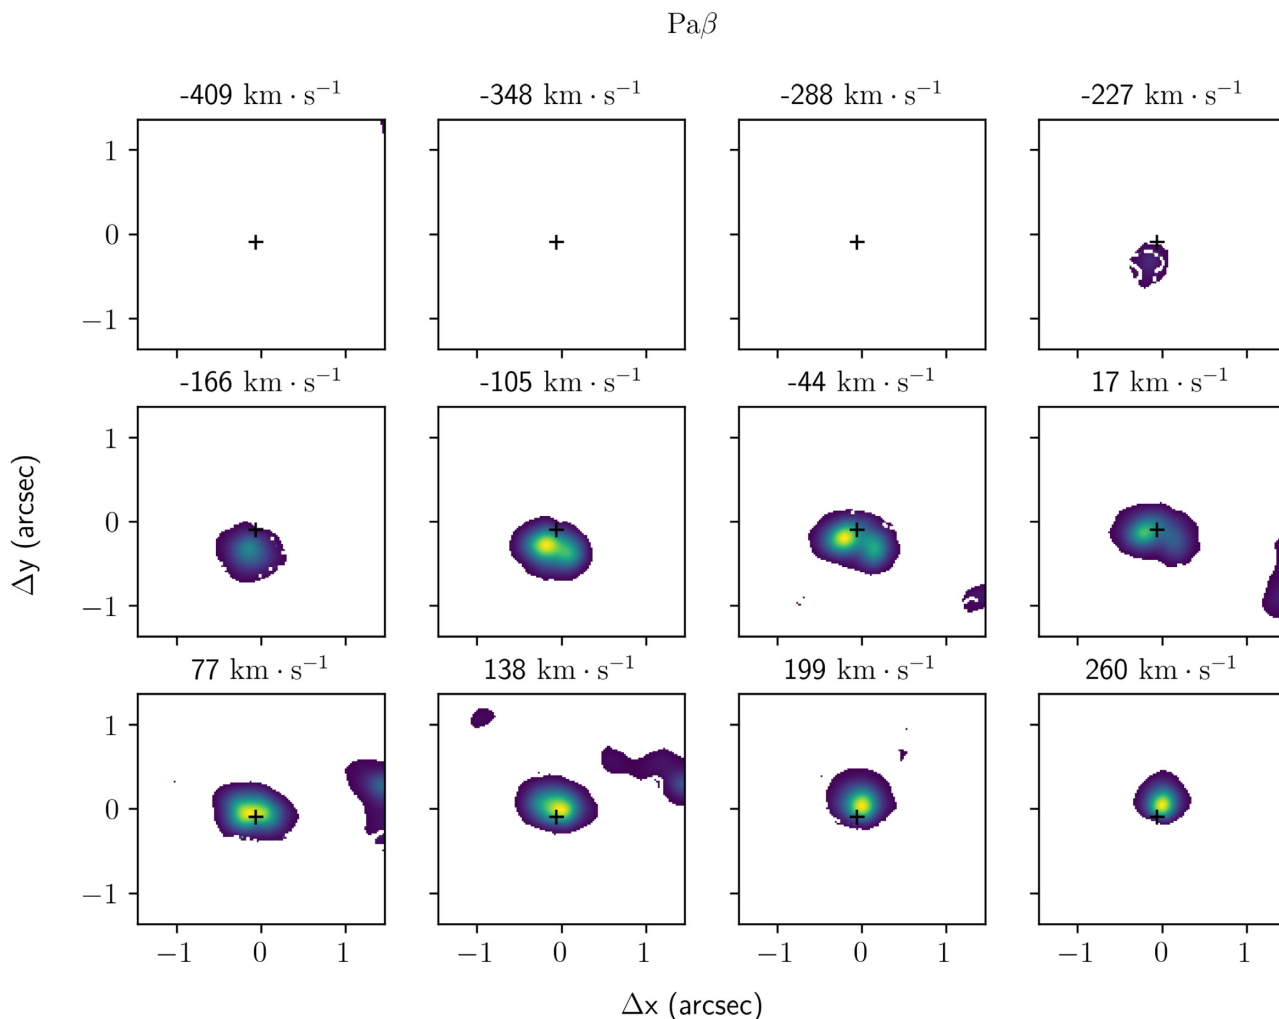 Paβ
-409 km · s⁻¹ -348 km · s⁻¹ -288 km · s⁻¹ -227 km · s⁻¹
1
0
−1
-166 km · s⁻¹ -105 km · s⁻¹ -44 km · s⁻¹ 17 km · s⁻¹
1
0
−1
Δy (arcsec)
77 km · s⁻¹ 138 km · s⁻¹ 199 km · s⁻¹ 260 km · s⁻¹
1
0
−1
−1 0 1 −1 0 1 −1 0 1 −1 0 1
Δx (arcsec)